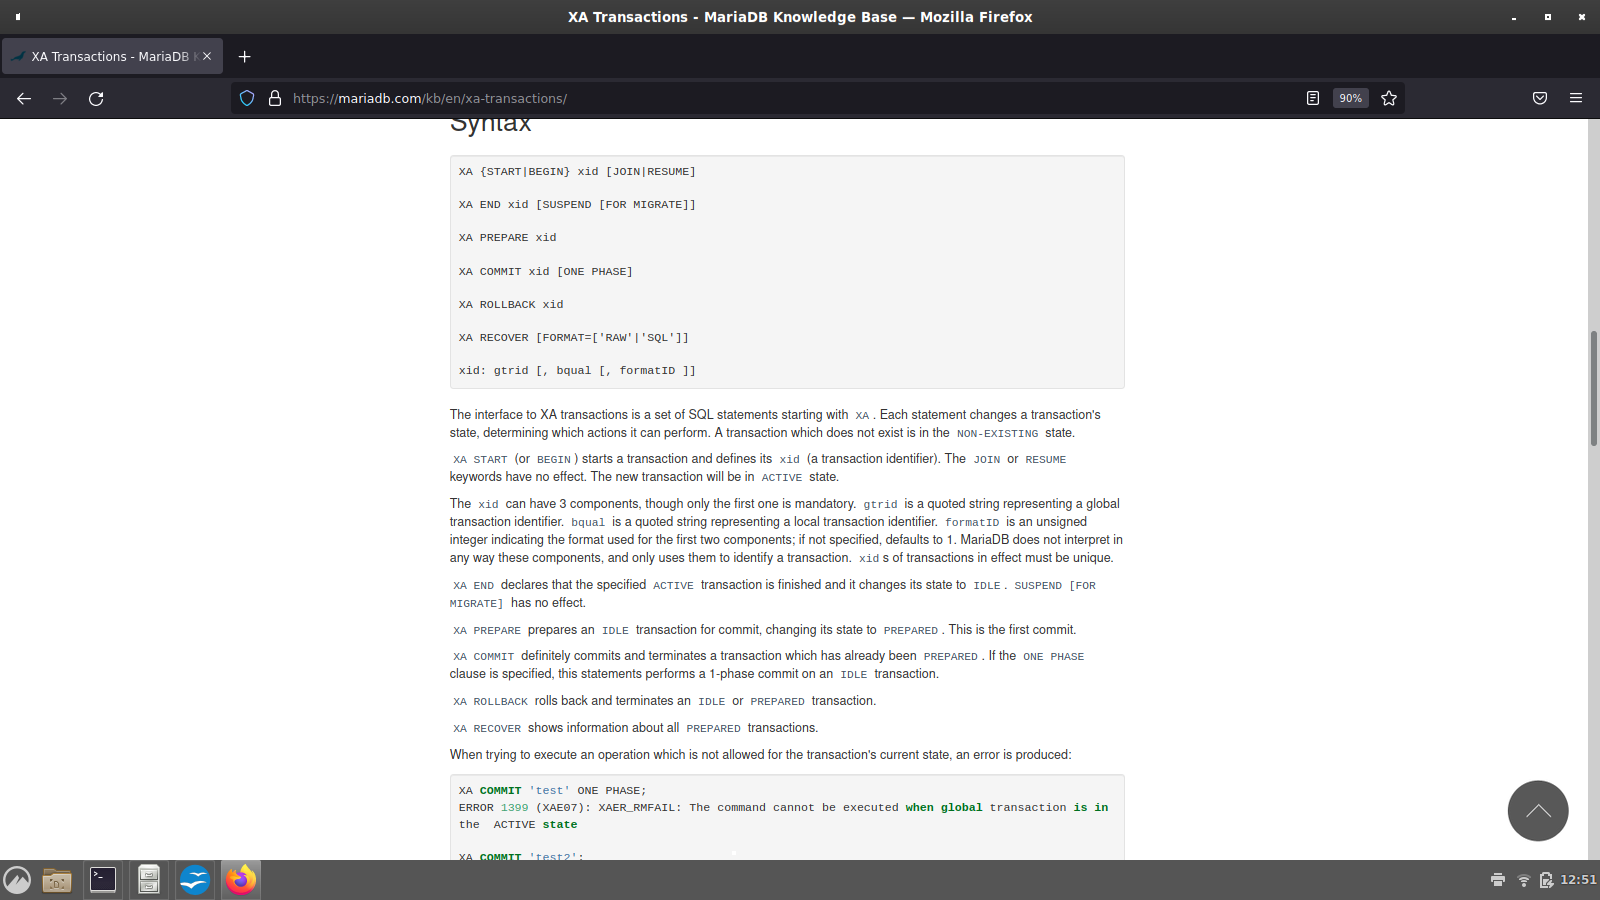 XA Transactions - MariaDB Knowledge Base — Mozilla Firefox
XA Transactions - MariaDB K
https://mariadb.com/kb/en/xa-transactions/
90%
Syntax
XA {START|BEGIN} xid [JOIN|RESUME]
XA END xid [SUSPEND [FOR MIGRATE]]
XA PREPARE xid
XA COMMIT xid [ONE PHASE]
XA ROLLBACK xid
XA RECOVER [FORMAT=['RAW'|'SQL']]
xid: gtrid [, bqual [, formatID ]]
The interface to XA transactions is a set of SQL statements starting with XA . Each statement changes a transaction's
state, determining which actions it can perform. A transaction which does not exist is in the NON-EXISTING state.
XA START (or BEGIN ) starts a transaction and defines its xid (a transaction identifier). The JOIN or RESUME
keywords have no effect. The new transaction will be in ACTIVE state.
The xid can have 3 components, though only the first one is mandatory. gtrid is a quoted string representing a global
transaction identifier. bqual is a quoted string representing a local transaction identifier. formatID is an unsigned
integer indicating the format used for the first two components; if not specified, defaults to 1. MariaDB does not interpret in
any way these components, and only uses them to identify a transaction. xid s of transactions in effect must be unique.
XA END declares that the specified ACTIVE transaction is finished and it changes its state to IDLE . SUSPEND [FOR
MIGRATE] has no effect.
XA PREPARE prepares an IDLE transaction for commit, changing its state to PREPARED . This is the first commit.
XA COMMIT definitely commits and terminates a transaction which has already been PREPARED . If the ONE PHASE
clause is specified, this statements performs a 1-phase commit on an IDLE transaction.
XA ROLLBACK rolls back and terminates an IDLE or PREPARED transaction.
XA RECOVER shows information about all PREPARED transactions.
When trying to execute an operation which is not allowed for the transaction's current state, an error is produced:
XA COMMIT 'test' ONE PHASE;
ERROR 1399 (XAE07): XAER_RMFAIL: The command cannot be executed when global transaction is in
the  ACTIVE state
XA COMMIT 'test2';
12:51